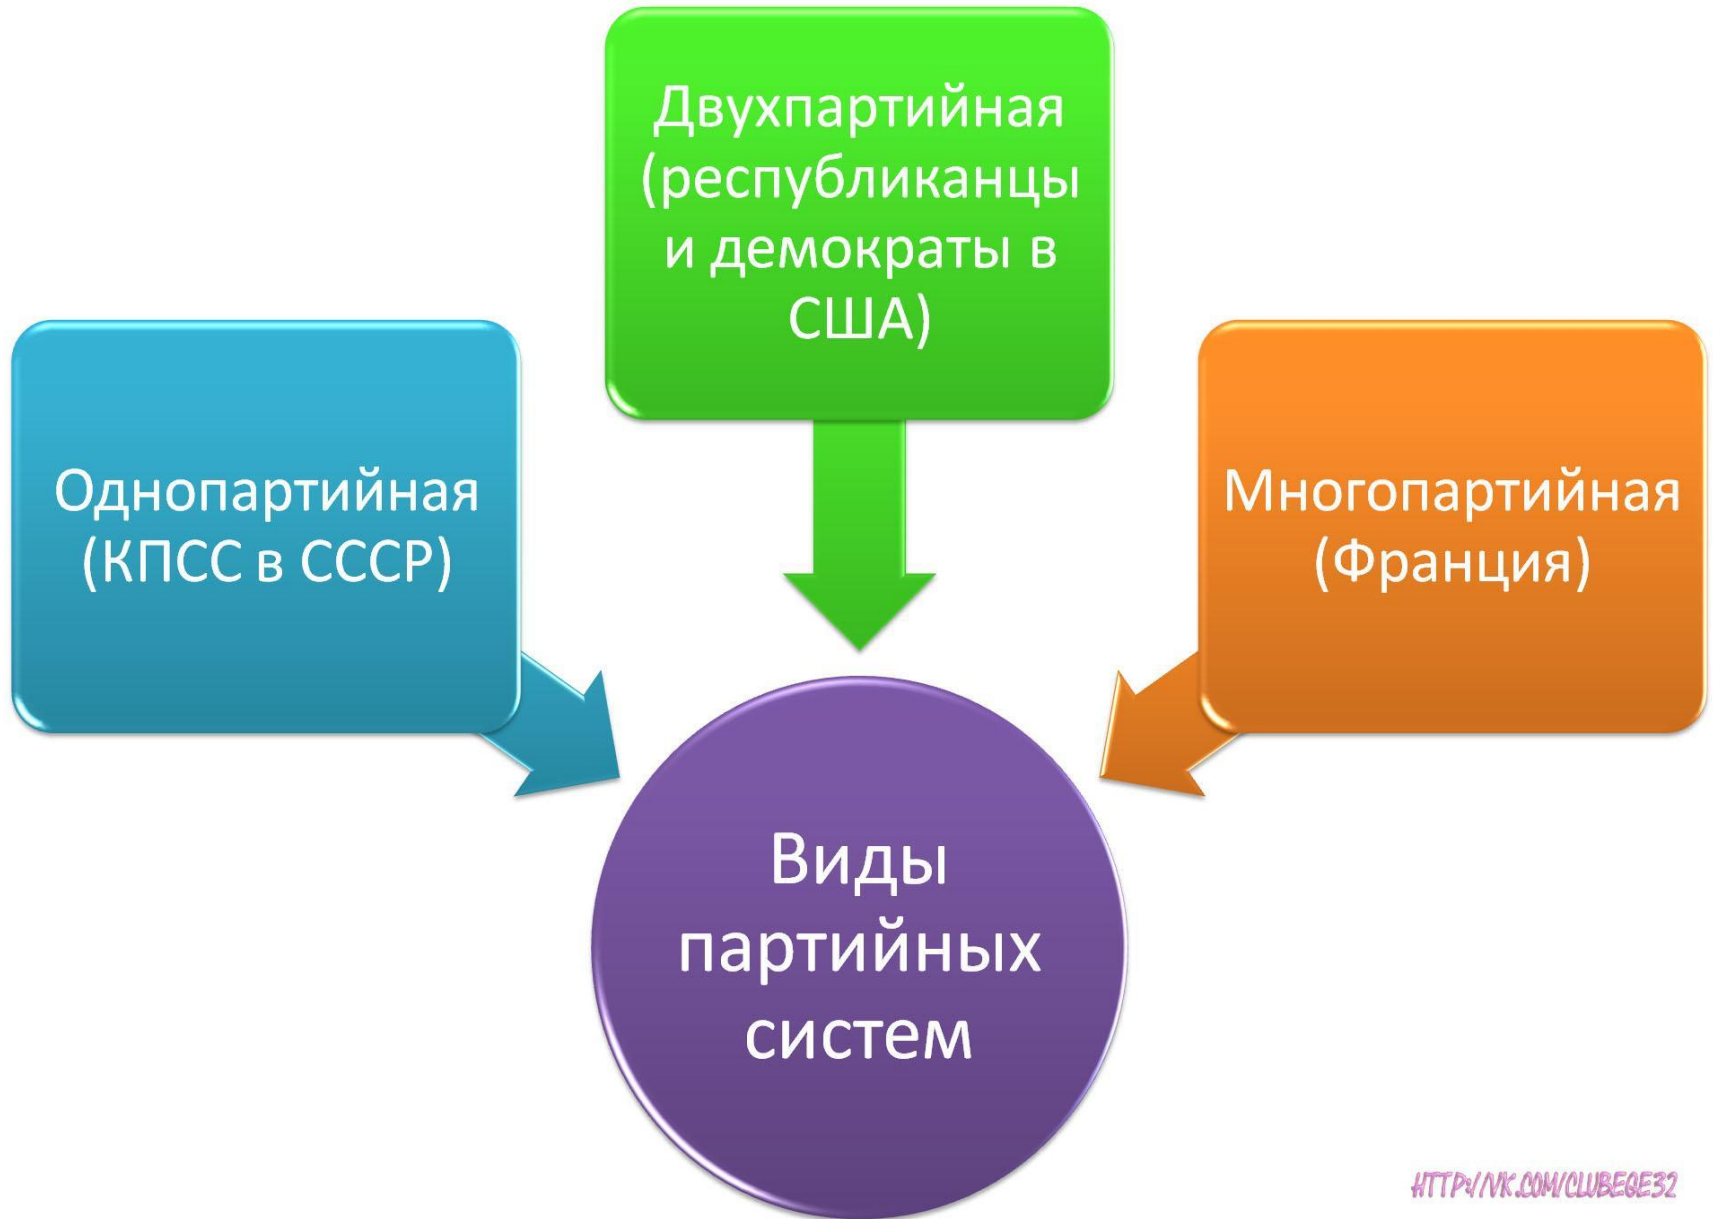 Двухпартийная
(республиканцы
и демократы в
США)
Однопартийная
(КПСС в СССР)
Многопартийная
(Франция)
Виды
партийных
систем
HTTP://VK.COM/CLUBEGE32